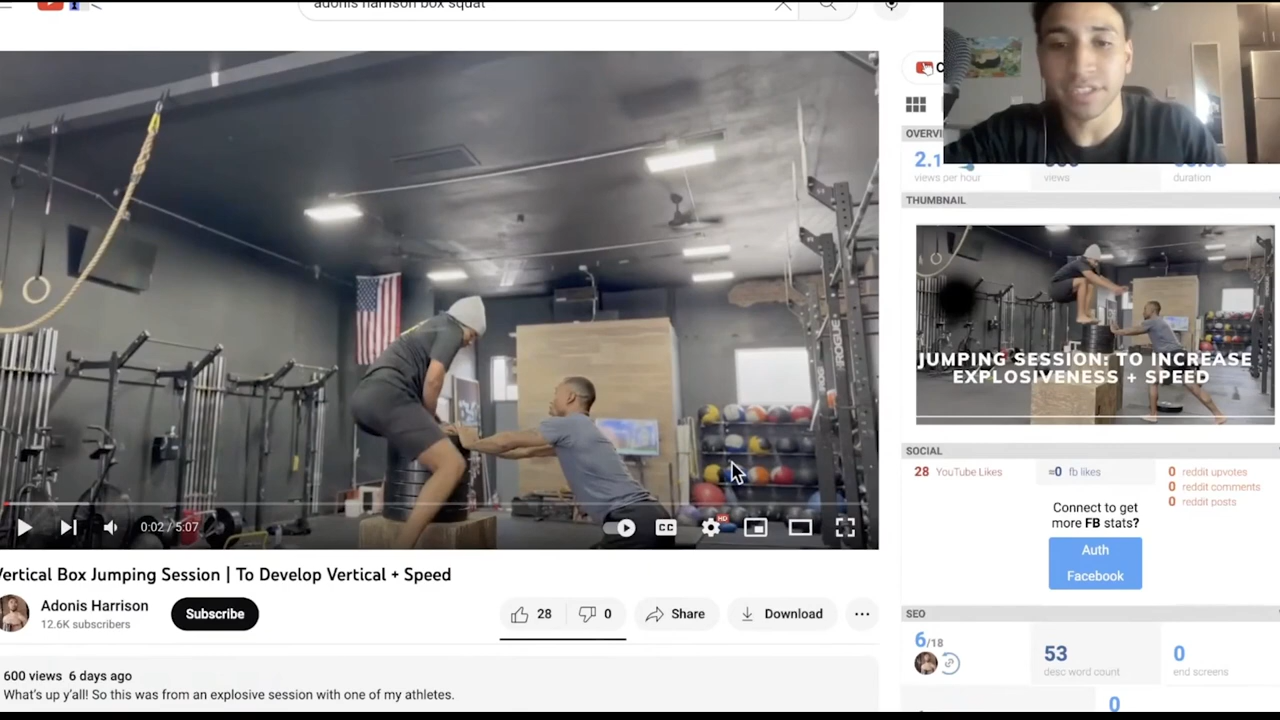 adonis harrison box squat
OVERVI
2.1
views per hour
views
duration
THUMBNAIL
JUMPING SESSION: TO INCREASE
EXPLOSIVENESS + SPEED
ROGUE
HD
CC
0:02 / 5:07
SOCIAL
28 YouTube Likes
≈0 fb likes
0 reddit upvotes
0 reddit comments
0 reddit posts
Connect to get
more FB stats?
Auth
Facebook
Vertical Box Jumping Session | To Develop Vertical + Speed
Adonis Harrison
12.6K subscribers
Subscribe
28
0
Share
Download
600 views 6 days ago
What's up y'all! So this was from an explosive session with one of my athletes.
SEO
6/18
53
desc word count
0
end screens
0